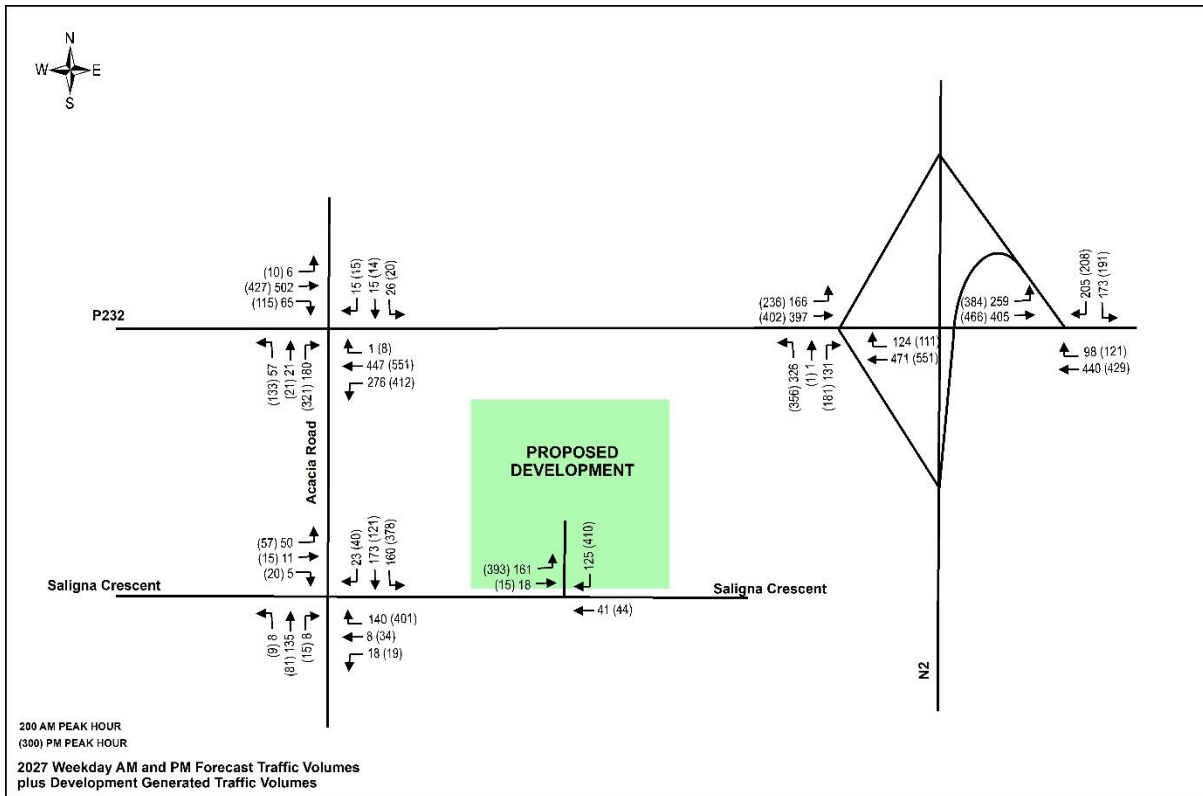 N
W E
S
(10) 6
(427) 502
(115) 65
15 (15)
15 (14)
26 (20)
P232
(133) 57
(21) 21
(321) 180
1 (8)
447 (551)
276 (412)
(236) 166
(402) 397
(384) 259
(466) 405
205 (208)
173 (191)
(356) 326
(1) 1
(181) 131
124 (111)
471 (551)
98 (121)
440 (429)
Acacia Road
PROPOSED
DEVELOPMENT
(57) 50
(15) 11
(20) 5
23 (40)
173 (121)
160 (378)
(393) 161
(15) 18
125 (410)
Saligna Crescent
Saligna Crescent
41 (44)
(9) 8
(81) 135
(15) 8
140 (401)
8 (34)
18 (19)
N2
200 AM PEAK HOUR
(300) PM PEAK HOUR
2027 Weekday AM and PM Forecast Traffic Volumes
plus Development Generated Traffic Volumes